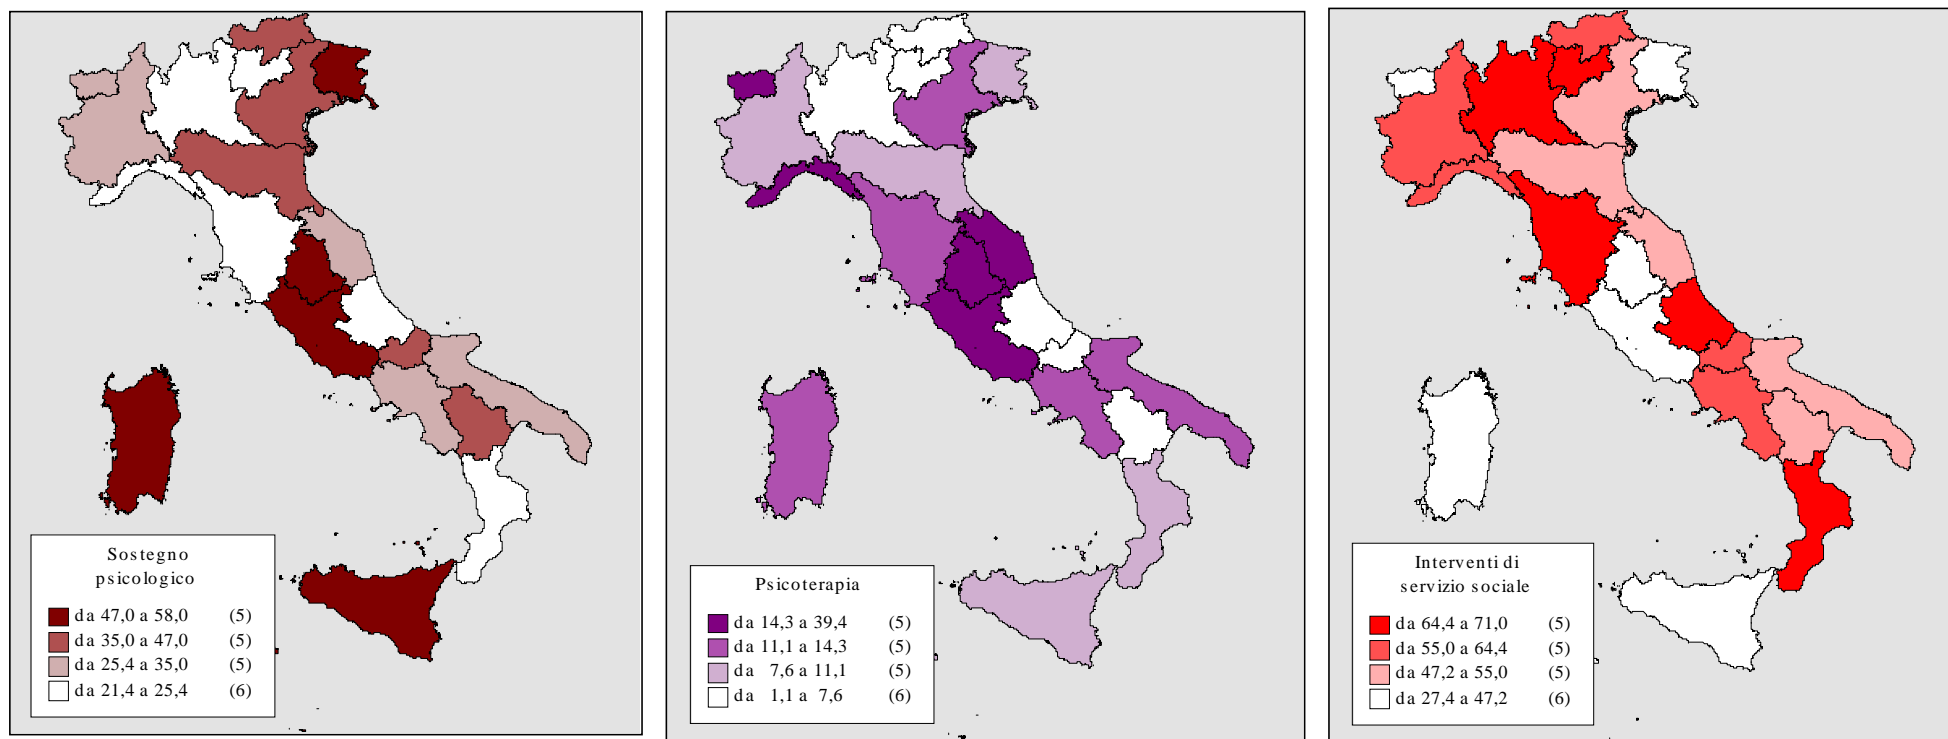 Sostegno
psicologico
da 47,0 a 58,0 (5)
da 35,0 a 47,0 (5)
da 25,4 a 35,0 (5)
da 21,4 a 25,4 (6)
Psicoterapia
da 14,3 a 39,4 (5)
da 11,1 a 14,3 (5)
da 7,6 a 11,1 (5)
da 1,1 a 7,6 (6)
Interventi di
servizio sociale
da 64,4 a 71,0 (5)
da 55,0 a 64,4 (5)
da 47,2 a 55,0 (5)
da 27,4 a 47,2 (6)